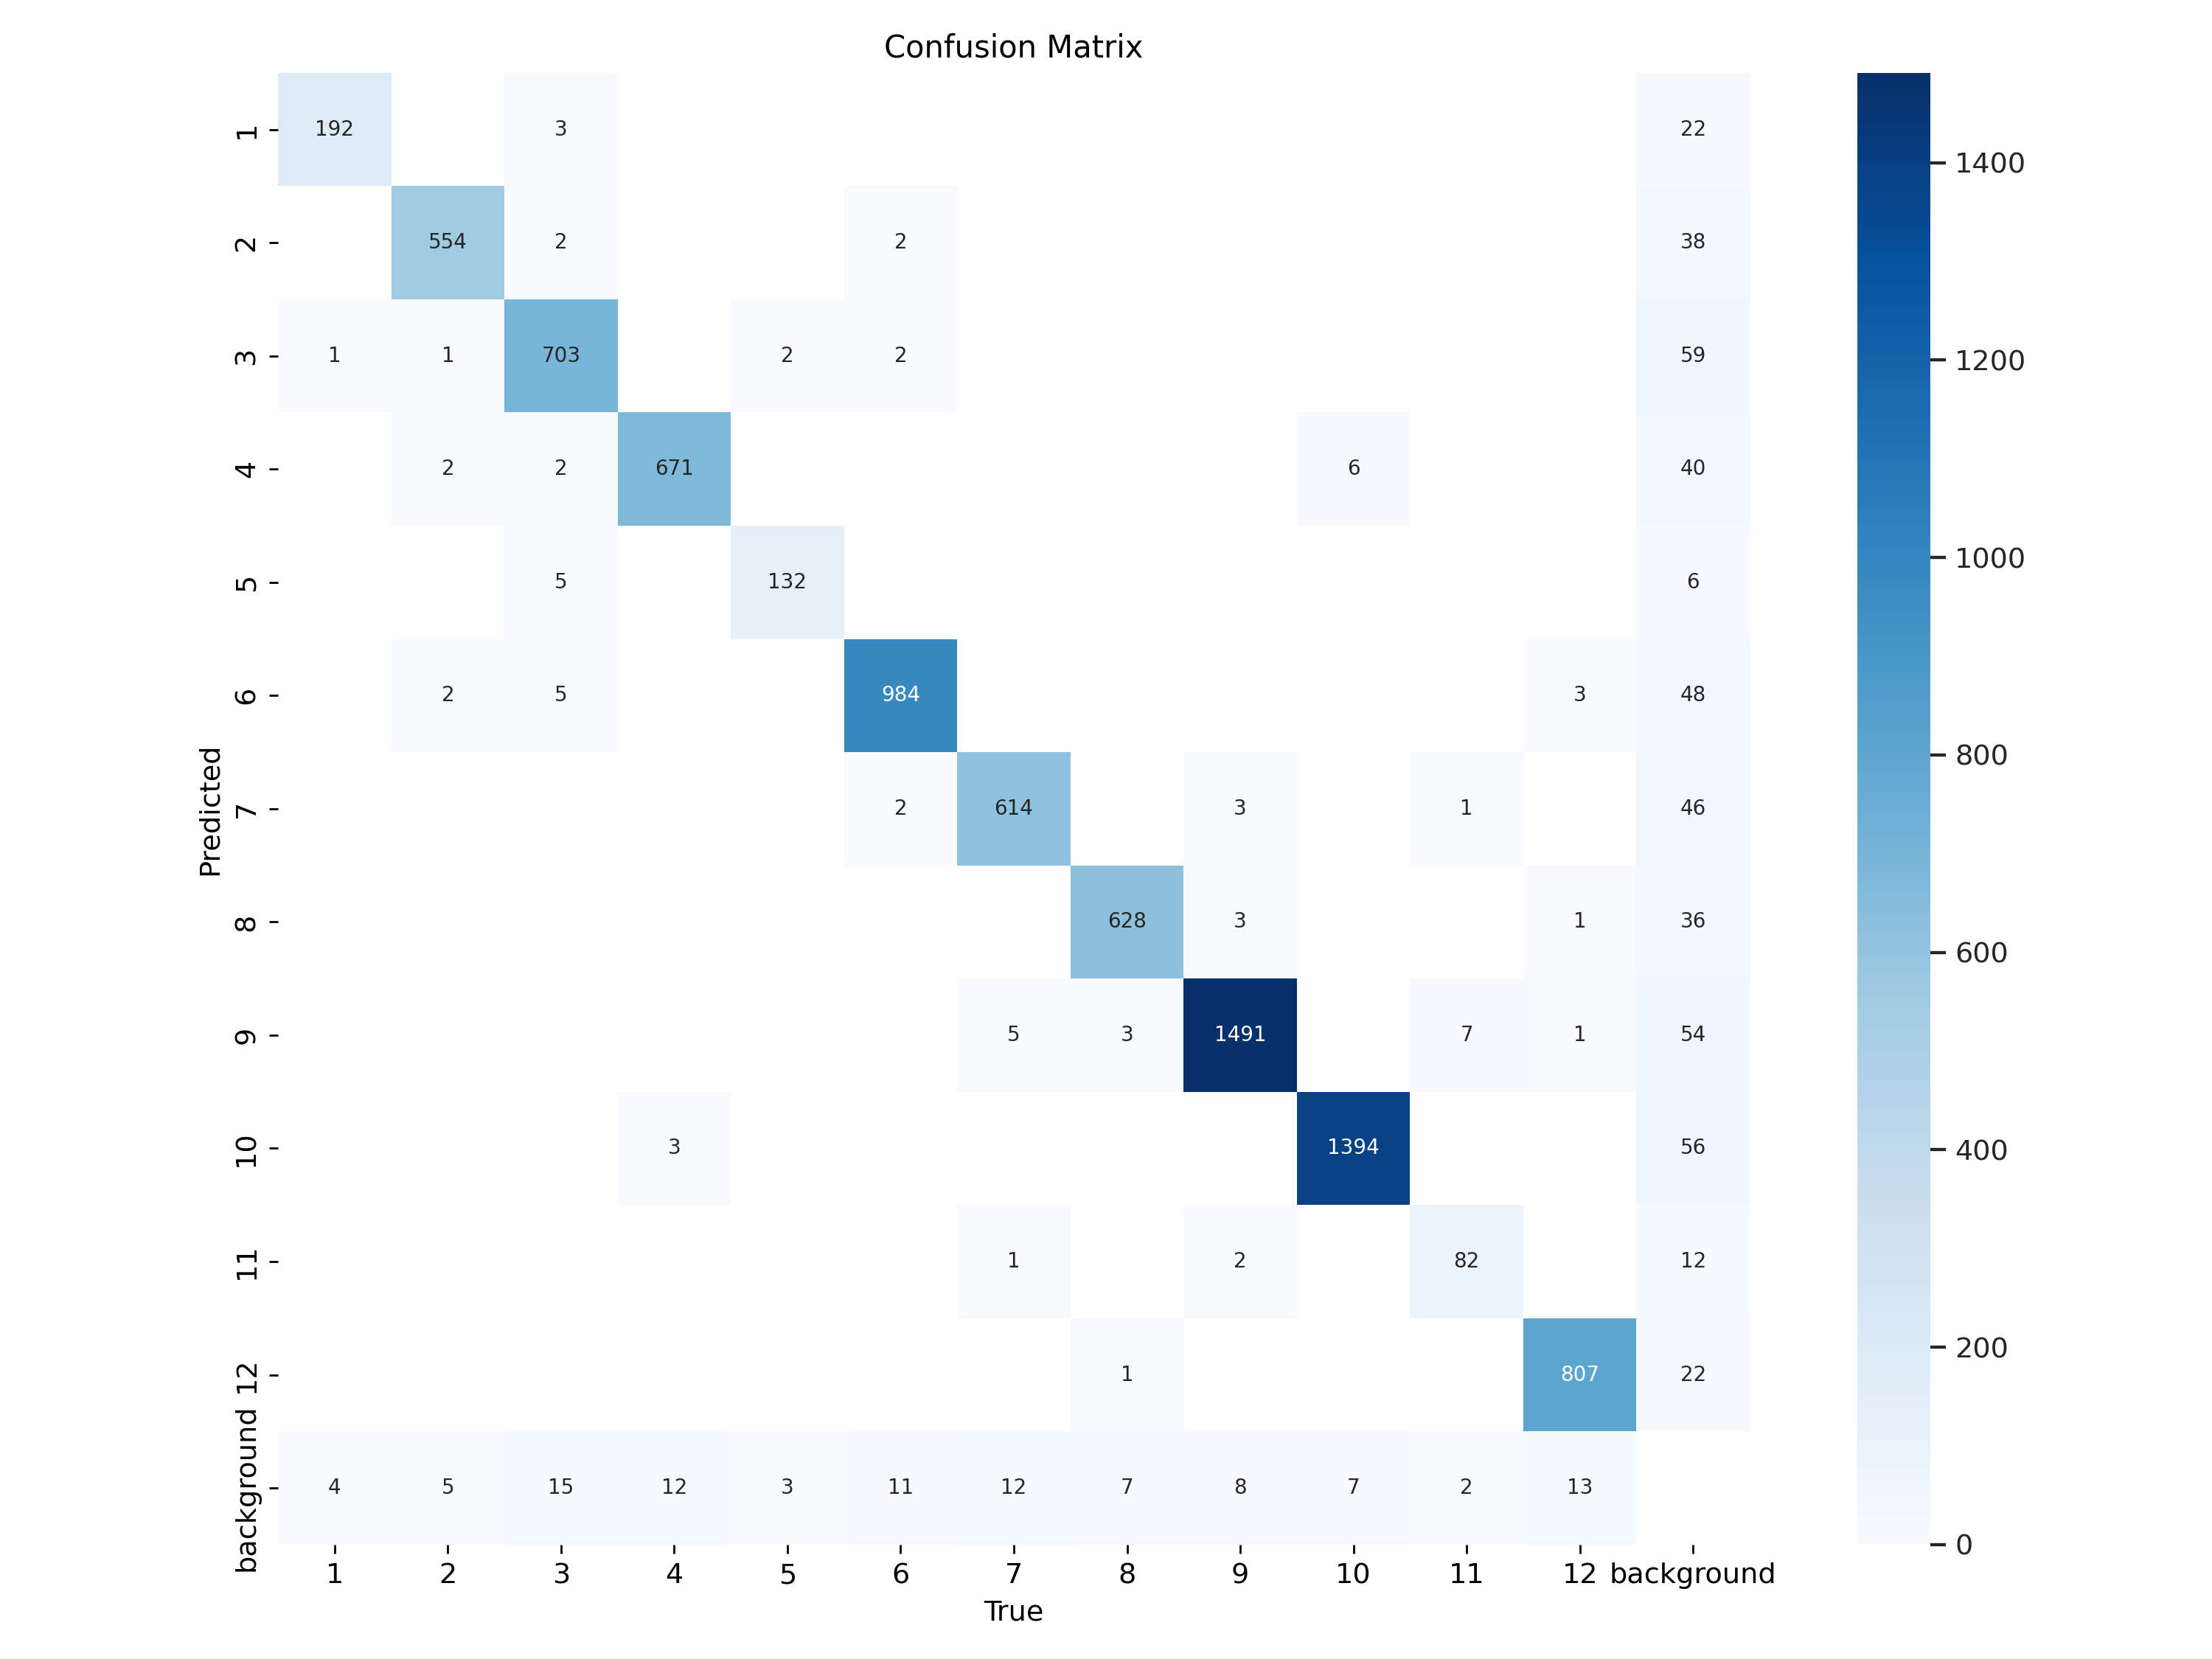 Confusion Matrix
1 192 3 22
2 554 2 2 38
3 1 1 703 2 2 59
4 2 2 671 6 40
5 5 132 6
6 2 5 984 3 48
7 2 614 3 1 46
8 628 3 1 36
9 5 3 1491 7 1 54
10 3 1394 56
11 1 2 82 12
12 1 807 22
background 4 5 15 12 3 11 12 7 8 7 2 13
1 2 3 4 5 6 7 8 9 10 11 12 background
True
Predicted
1400
1200
1000
800
600
400
200
0